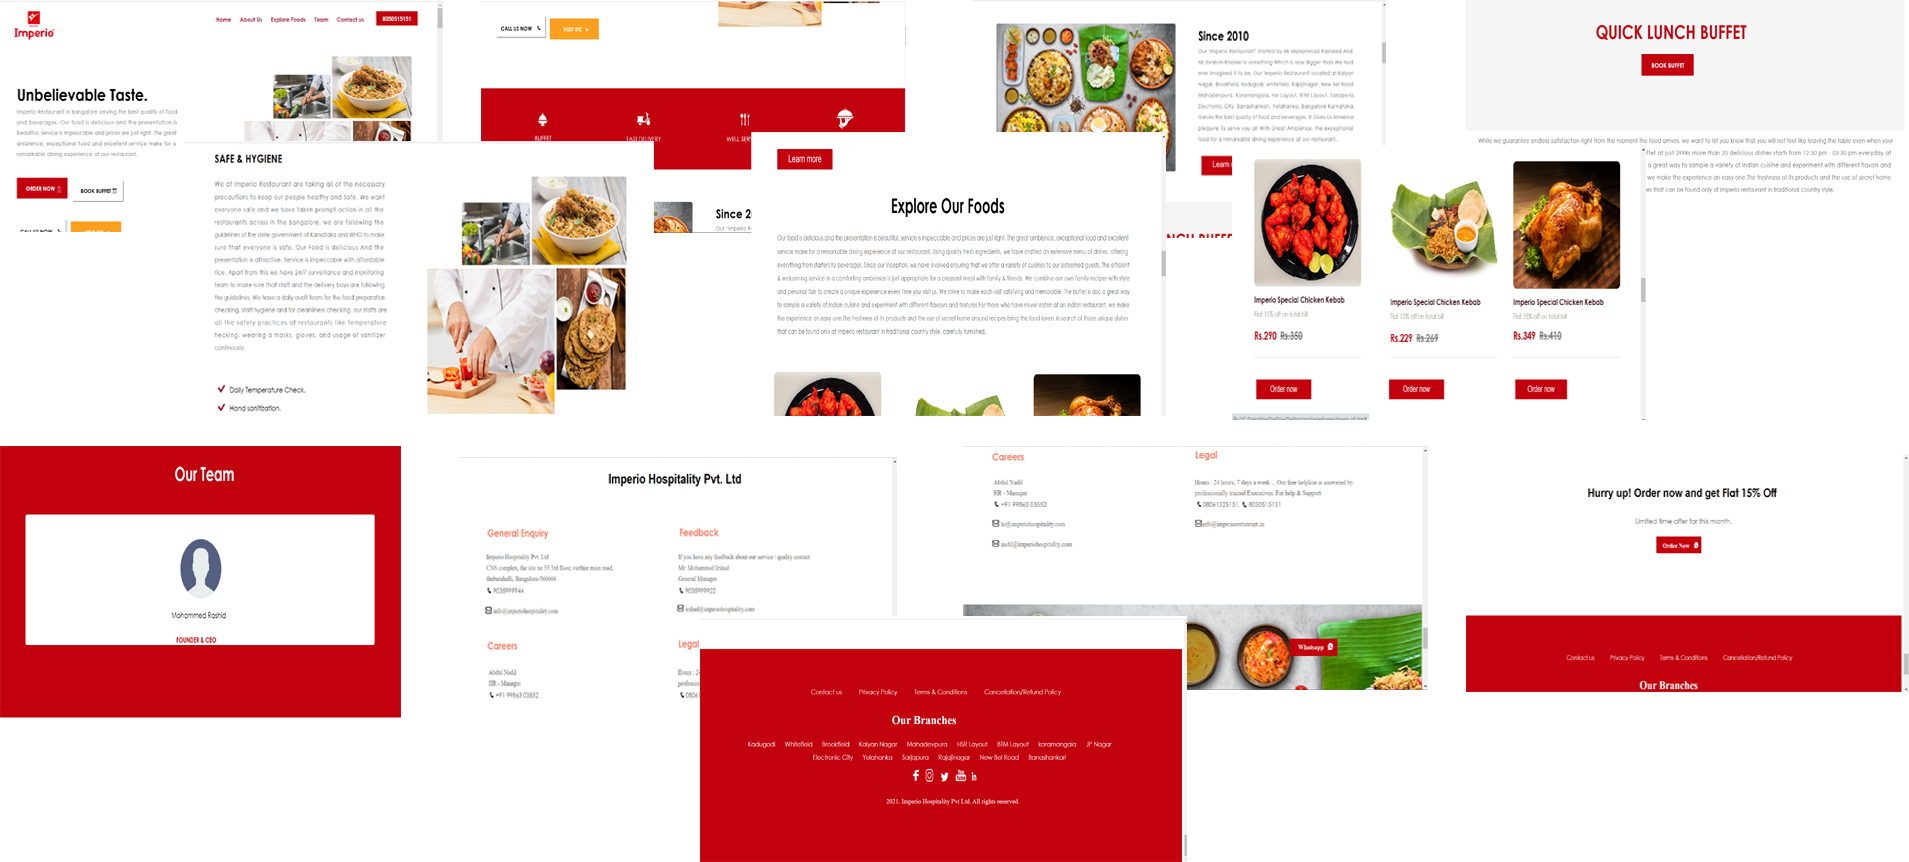 Imperio
Home About Us Explore Foods Team Contact us 8050515151
Unbelievable Taste.
Imperio Restaurant in Bangalore serving the best quality of food
and beverages. Our food is delicious and the presentation is
beautiful, service is impeccable and prices are just right. The great
ambience, exceptional food and excellent service make for a
remarkable dining experience at our restaurant.
ORDER NOW BOOK BUFFET
CALL US NOW VISIT
CALL US NOW
BUFFET FAST DELIVERY WELL SER
SAFE & HYGIENE
We at Imperio Restaurant are taking all of the necessary
precautions to keep our people healthy and Safe. We want
everyone safe and we have taken prompt action in all the
restaurants across in the Bangalore, we are following the
guidelines of the state government of Karnataka and WHO to make
sure that everyone is safe. Our Food is delicious And the
presentation is attractive, Service is impeccable with affordable
rice. Apart from this we have 24/7 surveillance and monitoring
team to make sure that staff and the delivery boys are following
the guidelines. We have a daily audit team for the food preparation
checking, staff hygiene and for cleanliness checking, our staffs are
all the safety practices of restaurants like temperature
hecking, wearing a masks, gloves, and usage of sanitizer
continously.
Daily Temperature Check.
Hand sanitbation.
Since 2
Our "Imperio R
Learn more
Explore Our Foods
Our food is delicious and the presentation is beautiful, service is impeccable and prices are just right. The great ambience, exceptional food and excellent
service make for a remarkable dining experience at our restaurant. Using quality fresh ingredients, we have crafted an extensive menu of dishes, offering
everything from starters to beverages. Since our inception, we have evolved ensuring that we offer a variety of cuisines to our esteemed guests. The efficient
& welcoming service in a comforting ambience is just appropriate for a pleasant meal with family & friends. We combine our own family recipes with style
and personal flair to create a unique experience every time you visit us. We strive to make each visit satisfying and memorable. The buffet is also a great way
to sample a variety of Indian cuisine and experiment with different flavours and textures.For those who have never eaten at an Indian restaurant, we make
the experience an easy one.The freshness of its products and the use of secret home around recipes bring the food lovers in search of those unique dishes
that can be found only at Imperio restaurant in traditional country style, carefully furnished.
Since 2010
Our "Imperio Restaurant" Started by Mr Mohammad Rasheed And
Mr Ibrahim Khaleel is something Which is now Bigger than We had
ever imagined it to be. Our "Imperio Restaurant" located at Kalyan
Nagar, Brookfield, kadugodi, whitefield, Rajajinagar, New Bel Road,
Mahadevpura, Koramangala, Hsr Layout, BTM Layout, Sarjapura,
Electronic City, Banashankari, Yelahanka, Bangalore Karnataka.
Serves the best quality of food and beverages. It Gives Us Immense
pleasure To serve you all With Great Ambience, the exceptional
food for a remarkable dining experience at our restaurant.
Learn
NCH BUFFE
Imperio Special Chicken Kebab Imperio Special Chicken Kebab Imperio Special Chicken Kebab
Flat 15% off on total bill Flat 15% off on total bill Flat 15% off on total bill
Rs.290 Rs.350 Rs.229 Rs.269 Rs.349 Rs.410
Order now Order now Order now
QUICK LUNCH BUFFET
BOOK BUFFET
While we guarantee endless satisfaction right from the moment the food arrives, we want to let you know that you will not feel like leaving the table even when your
ffet at just 299Rs more than 20 delicious dishes starts from 12:30 pm - 03:30 pm everyday of
a great way to sample a variety of Indian cuisine and experiment with different flavors and
we make the experience an easy one.The freshness of its products and the use of secret home
es that can be found only at Imperio restaurant in traditional country style.
Our Team
Mohammed Rashid
FOUNDER & CEO
Imperio Hospitality Pvt. Ltd
General Enquiry Feedback
Imperio Hospitality Pvt. Ltd
CNS complex, the site no 33 3rd floor, varthur main road,
thuburahalli, Bangalore-560066
9035999944
info@imperiohospitality.com
If you have any feedback about our service / quality contact
Mr. Mohammed Irshad
General Manager
9035999922
irshad@imperiohospitality.com
Careers Legal
Abdul Nadil
HR - Manager
+91 99863 03552
Hours : 24
profession
08061
Careers Legal
Abdul Nadil
HR - Manager
+91 99863 03552
hr@imperiohospitality.com
nadil@imperiohospitality.com
Hours : 24 hours, 7 days a week ... Our free helpline is answered by
professionally trained Executives. For help & Support
08061525151, 8050515151
info@imperiorestaurant.in
Whatsapp
Hurry up! Order now and get Flat 15% Off
Limited time offer for this month.
Order Now
Contact us Privacy Policy Terms & Conditions Cancellation/Refund Policy
Our Branches
Contact us Privacy Policy Terms & Conditions Cancellation/Refund Policy
Our Branches
Kadugodi Whitefield Brookfield Kalyan Nagar Mahadevpura HSR Layout BTM Layout koramangala JP Nagar
Electronic City Yelahanka Sarjapura Rajajinagar New Bel Road Banashankari
2021. Imperio Hospitality Pvt Ltd. All rights reserved.